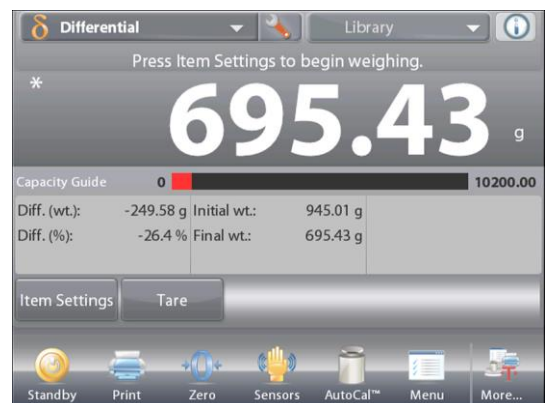 δ Differential Library
Press Item Settings to begin weighing.
* 695.43 g
Capacity Guide 0 10200.00
Diff. (wt.): -249.58 g Initial wt.: 945.01 g
Diff. (%): -26.4 % Final wt.: 695.43 g
Item Settings Tare
Standby Print Zero Sensors AutoCal™ Menu More...